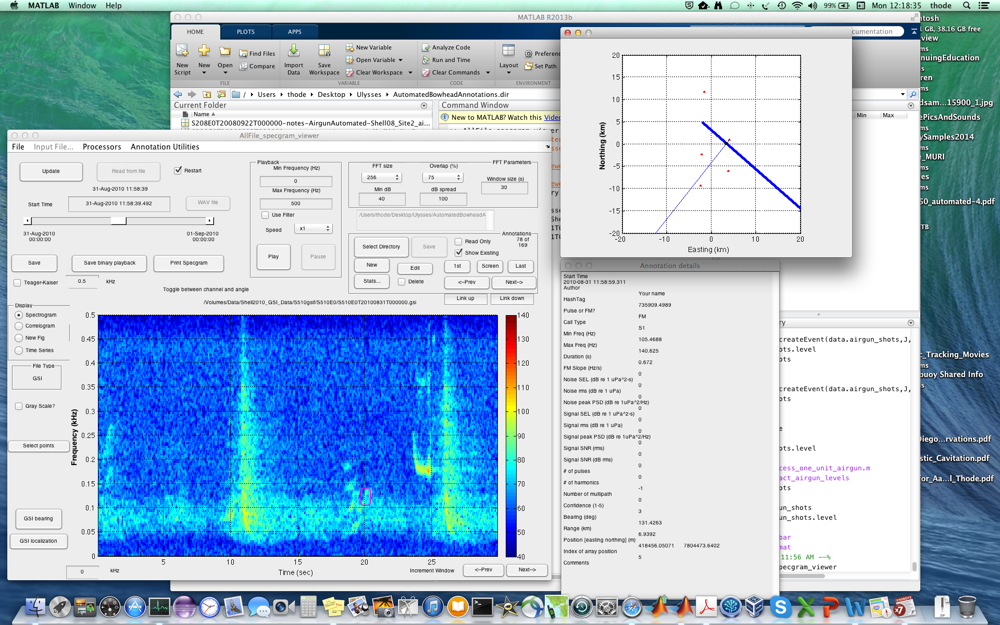 MATLAB Window Help
99% Mon 12:18:35 thode
MATLAB R2013b
HOME PLOTS APPS
cumentation
New Script
New
Open
Find Files
Compare
FILE
Import Data
Save Workspace
New Variable
Open Variable
Clear Workspace
VARIABLE
Analyze Code
Run and Time
Clear Commands
CODE
Layout
Preferenc
Set Path
ENVIRONMENT
/ Users thode Desktop Ulysses AutomatedBowheadAnnotations.dir
Current Folder
Name
S208E0T20080922T000000-notes-AirgunAutomated-Shell08_Site2_ai...
Command Window
New to MATLAB? Watch this Video
Min Max
AllFile_specgram_viewer
File Input File... Processors Annotation Utilities
Update
Read from file
Restart
31-Aug-2010 11:58:39
Start Time
31-Aug-2010 11:58:39.492
WAV file
31-Aug-2010 00:00:00
01-Sep-2010 00:00:00
Save
Save binary playback
Print Specgram
Teager-Kaiser
0.5 kHz
Playback
Min Frequency (Hz)
0
Max Frequency (Hz)
500
Use Filter
Speed x1
Play
Pause
FFT Parameters
FFT size
256
Overlap (%)
75
Window size (s)
30
Min dB
40
dB spread
100
/Users/thode/Desktop/Ulysses/AutomatedBowheadA
Annotations
78 of 169
Select Directory
Save
Read Only
Show Existing
New
Edit
1st
Screen
Last
Stats...
Delete
<--Prev
Next-->
Link up
Link down
Toggle between channel and angle
/Volumes/Data/Shell2010_GSI_Data/S510gsif/S510E0/S510E0T20100831T000000.gsi
Display
Spectrogram
Correlogram
New Fig
Time Series
File Type
GSI
Gray Scale?
Select points
GSI bearing
GSI localization
Frequency (kHz)
0.5
0.45
0.4
0.35
0.3
0.25
0.2
0.15
0.1
0.05
0
5 10 15 20 25
Time (sec)
140
130
120
110
100
90
80
70
60
50
40
0 kHz
Increment Window
<--Prev
Next-->
Northing (km)
20
15
10
5
0
-5
-10
-15
-20
-20 -10 0 10 20
Easting (km)
Annotation details
Start Time
2010-08-31 11:58:59.311
Author
Your name
HashTag
735909.4989
Pulse or FM?
FM
Call Type
S1
Min Freq (Hz)
105.4688
Max Freq (Hz)
140.625
Duration (s)
0.672
FM Slope (Hz/s)
0
Noise SEL (dB re 1 uPa^2-s)
0
Noise rms (dB re 1 uPa)
0
Noise peak PSD (dB re 1uPa^2/Hz)
0
Signal SEL (dB re 1 uPa^2-s)
0
Signal rms (dB re 1 uPa)
0
Signal peak PSD (dB re 1uPa^2/Hz)
0
Signal SNR (rms)
0
Signal SNR (dB rms)
0
# of pulses
0
# of harmonics
-1
Number of multipath
0
Confidence (1-5)
3
Bearing (deg)
131.4263
Range (km)
6.9392
Position [easting northing] (m)
418456.05071 7804473.6402
Index of array position
5
Comments
ry
createEvent(data.airgun_shots,J,
ots.level
ots
createEvent(data.airgun_shots,J,
ots
e
ots.level
cess_one_unit_airgun.m
act_airgun_levels
ots
un_shots
un_shots.level
bar
mat
11:56 AM --%
specgram_viewer
ntosh
1 GB, 38.16 GB free
view
ms
nuingEducation
ren
ms
dsam...15900_1.jpg
ePicsAndSounds
ms
ySamples2014
e_MURI
ms
es
ms
50_automated-4.pdf
TB
c_Tracking_Movies
ms
buoy Shared Info
Diego...rvations.pdf
stic_Cavitation.pdf
for_Aa...l_Thode.pdf